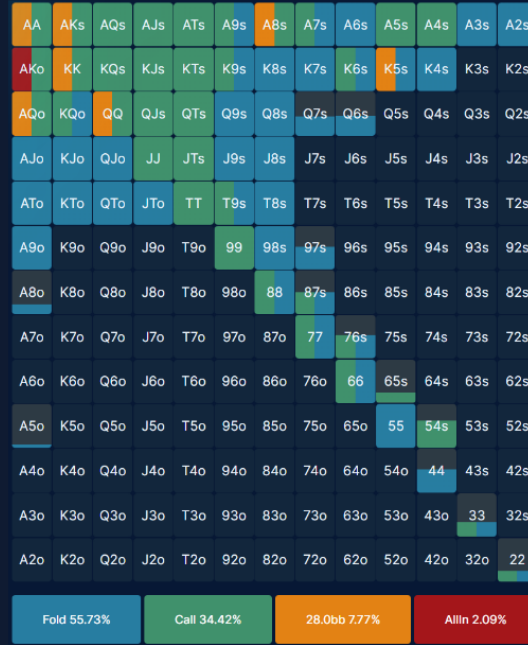 AA AKs AQs AJs ATs A9s A8s A7s A6s A5s A4s A3s A2s
AKo KK KQs KJs KTs K9s K8s K7s K6s K5s K4s K3s K2s
AQo KQo QQ QJs QTs Q9s Q8s Q7s Q6s Q5s Q4s Q3s Q2s
AJo KJo QJo JJ JTs J9s J8s J7s J6s J5s J4s J3s J2s
ATo KTo QTo JTo TT T9s T8s T7s T6s T5s T4s T3s T2s
A9o K9o Q9o J9o T9o 99 98s 97s 96s 95s 94s 93s 92s
A8o K8o Q8o J8o T8o 98o 88 87s 86s 85s 84s 83s 82s
A7o K7o Q7o J7o T7o 97o 87o 77 76s 75s 74s 73s 72s
A6o K6o Q6o J6o T6o 96o 86o 76o 66 65s 64s 63s 62s
A5o K5o Q5o J5o T5o 95o 85o 75o 65o 55 54s 53s 52s
A4o K4o Q4o J4o T4o 94o 84o 74o 64o 54o 44 43s 42s
A3o K3o Q3o J3o T3o 93o 83o 73o 63o 53o 43o 33 32s
A2o K2o Q2o J2o T2o 92o 82o 72o 62o 52o 42o 32o 22
Fold 55.73% Call 34.42% 28.0bb 7.77% AllIn 2.09%